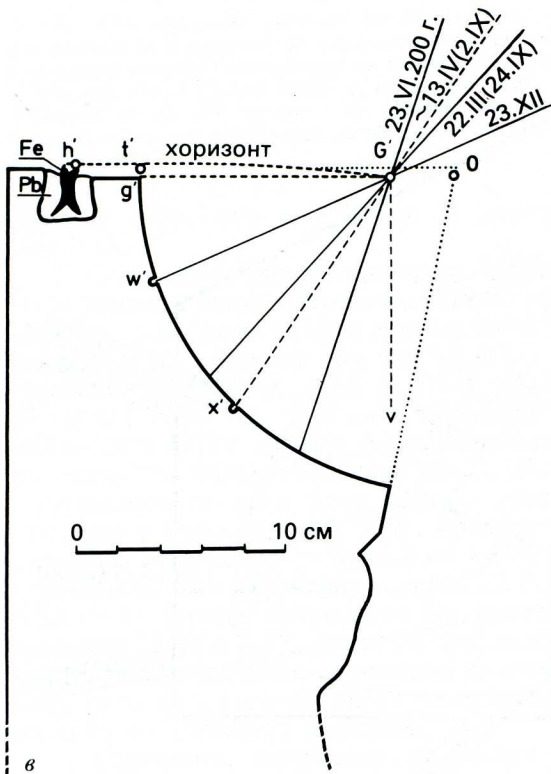 23.VI.200 г.
~13.IV(2.IX)
22.III(24.IX)
23.XII
Fe h' t' хоризонт G' O
Pb g'
w'
x'
0 10 см
в